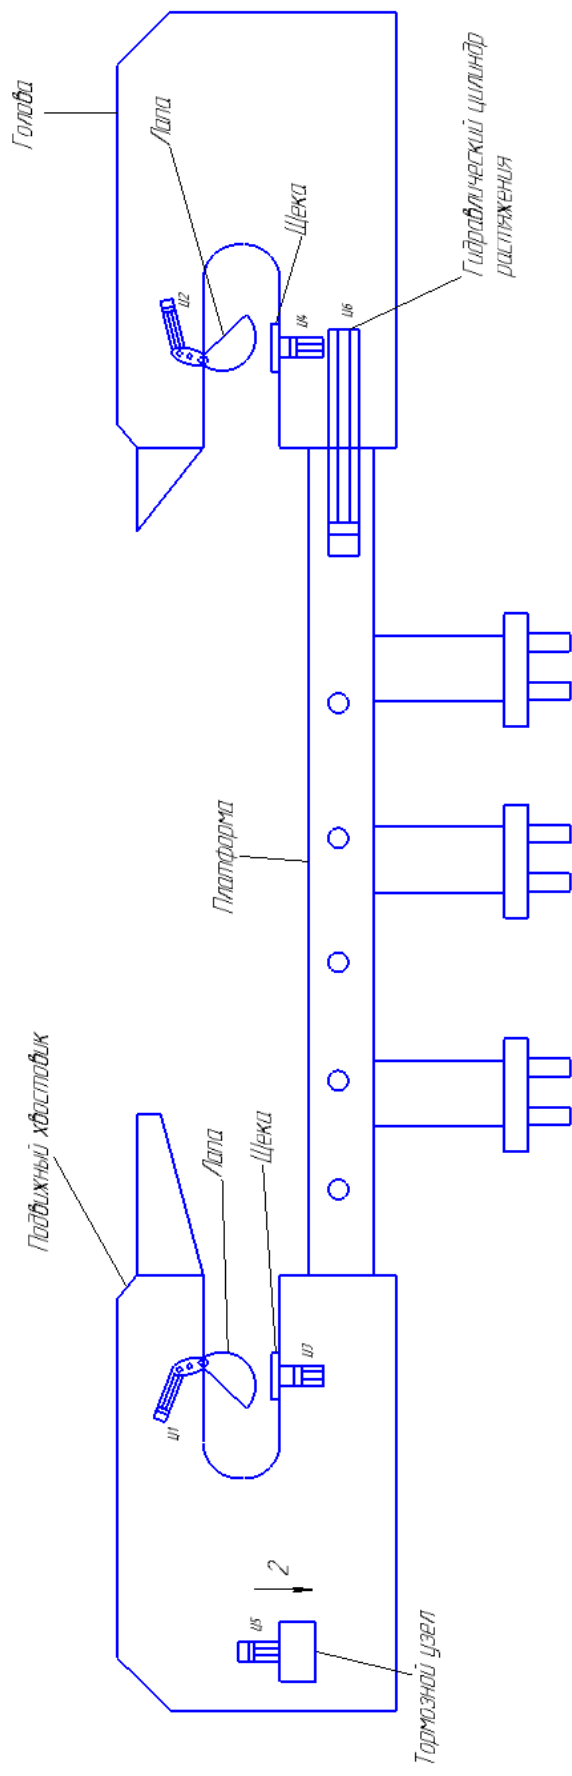 Голова
Лапа
Щека
Гидравлический цилиндр
растяжения
Ц2
Ц4
Ц6
Платформа
Подвижный хвостовик
Лапа
Щека
Ц1
Ц3
2
Ц5
Тормозной узел